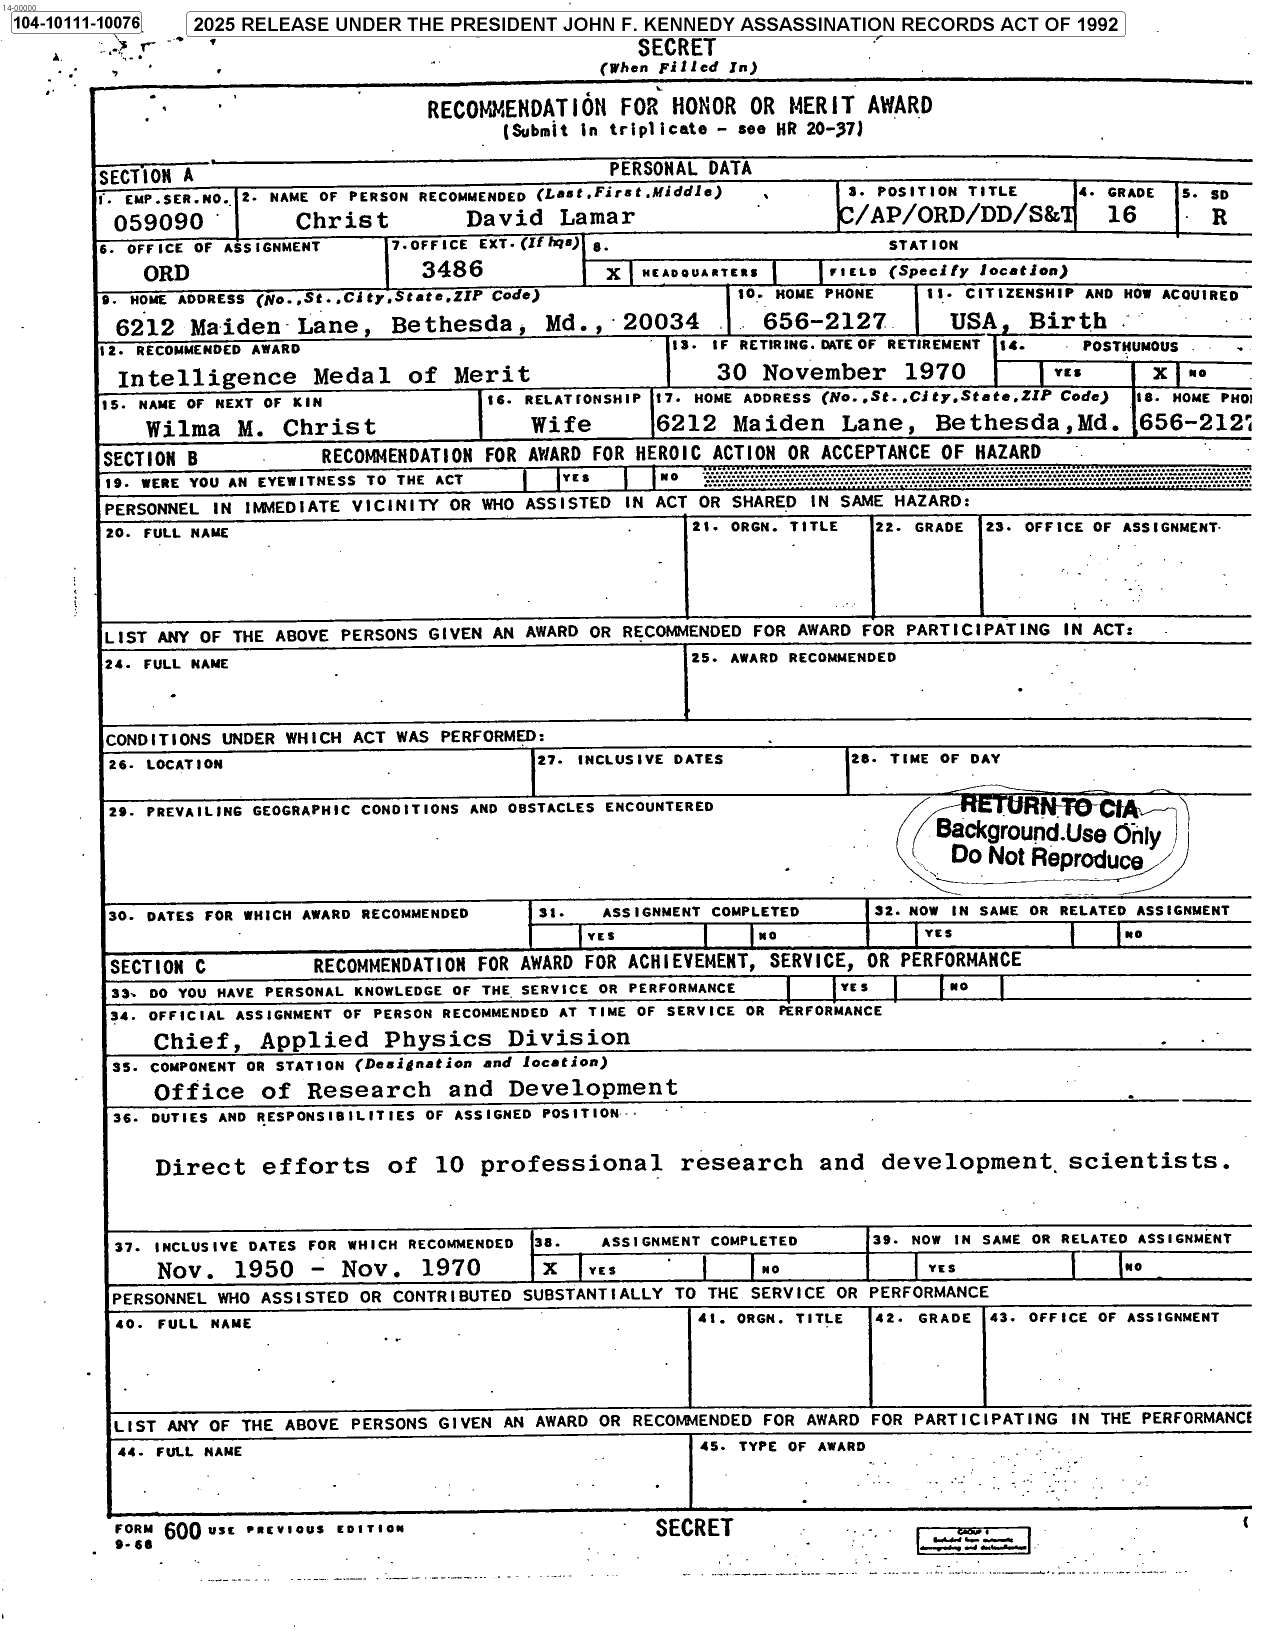 14-00000
104-10111-10076
2025 RELEASE UNDER THE PRESIDENT JOHN F. KENNEDY ASSASSINATION RECORDS ACT OF 1992
SECRET
(When Filled In)
RECOMMENDATION FOR HONOR OR MERIT AWARD
(Submit in triplicate - see HR 20-37)
SECTION A PERSONAL DATA
1. EMP.SER.NO. 2. NAME OF PERSON RECOMMENDED (Last,First,Middle) 3. POSITION TITLE 4. GRADE 5. SD
059090 Christ David Lamar C/AP/ORD/DD/S&T 16 R
6. OFFICE OF ASSIGNMENT 7.OFFICE EXT.(If hqs) 8. STATION
ORD 3486 X HEADQUARTERS FIELD (Specify location)
9. HOME ADDRESS (No.,St.,City,State,ZIP Code) 10. HOME PHONE 11. CITIZENSHIP AND HOW ACQUIRED
6212 Maiden Lane, Bethesda, Md., 20034 656-2127 USA, Birth
12. RECOMMENDED AWARD 13. IF RETIRING. DATE OF RETIREMENT 14. POSTHUMOUS
Intelligence Medal of Merit 30 November 1970 YES X NO
15. NAME OF NEXT OF KIN 16. RELATIONSHIP 17. HOME ADDRESS (No.,St.,City,State,ZIP Code) 18. HOME PHO
Wilma M. Christ Wife 6212 Maiden Lane, Bethesda,Md. 656-2127
SECTION B RECOMMENDATION FOR AWARD FOR HEROIC ACTION OR ACCEPTANCE OF HAZARD
19. WERE YOU AN EYEWITNESS TO THE ACT YES NO
PERSONNEL IN IMMEDIATE VICINITY OR WHO ASSISTED IN ACT OR SHARED IN SAME HAZARD:
20. FULL NAME 21. ORGN. TITLE 22. GRADE 23. OFFICE OF ASSIGNMENT
LIST ANY OF THE ABOVE PERSONS GIVEN AN AWARD OR RECOMMENDED FOR AWARD FOR PARTICIPATING IN ACT:
24. FULL NAME 25. AWARD RECOMMENDED
CONDITIONS UNDER WHICH ACT WAS PERFORMED:
26. LOCATION 27. INCLUSIVE DATES 28. TIME OF DAY
29. PREVAILING GEOGRAPHIC CONDITIONS AND OBSTACLES ENCOUNTERED
RETURN TO CIA
Background Use Only
Do Not Reproduce
30. DATES FOR WHICH AWARD RECOMMENDED 31. ASSIGNMENT COMPLETED 32. NOW IN SAME OR RELATED ASSIGNMENT
YES NO YES NO
SECTION C RECOMMENDATION FOR AWARD FOR ACHIEVEMENT, SERVICE, OR PERFORMANCE
33. DO YOU HAVE PERSONAL KNOWLEDGE OF THE SERVICE OR PERFORMANCE YES NO
34. OFFICIAL ASSIGNMENT OF PERSON RECOMMENDED AT TIME OF SERVICE OR PERFORMANCE
Chief, Applied Physics Division
35. COMPONENT OR STATION (Designation and location)
Office of Research and Development
36. DUTIES AND RESPONSIBILITIES OF ASSIGNED POSITION
Direct efforts of 10 professional research and development scientists.
37. INCLUSIVE DATES FOR WHICH RECOMMENDED 38. ASSIGNMENT COMPLETED 39. NOW IN SAME OR RELATED ASSIGNMENT
Nov. 1950 - Nov. 1970 X YES NO YES NO
PERSONNEL WHO ASSISTED OR CONTRIBUTED SUBSTANTIALLY TO THE SERVICE OR PERFORMANCE
40. FULL NAME 41. ORGN. TITLE 42. GRADE 43. OFFICE OF ASSIGNMENT
LIST ANY OF THE ABOVE PERSONS GIVEN AN AWARD OR RECOMMENDED FOR AWARD FOR PARTICIPATING IN THE PERFORMANCE
44. FULL NAME 45. TYPE OF AWARD
FORM 600 USE PREVIOUS EDITION SECRET
9-68
GROUP 1
Excluded from automatic
downgrading and declassification